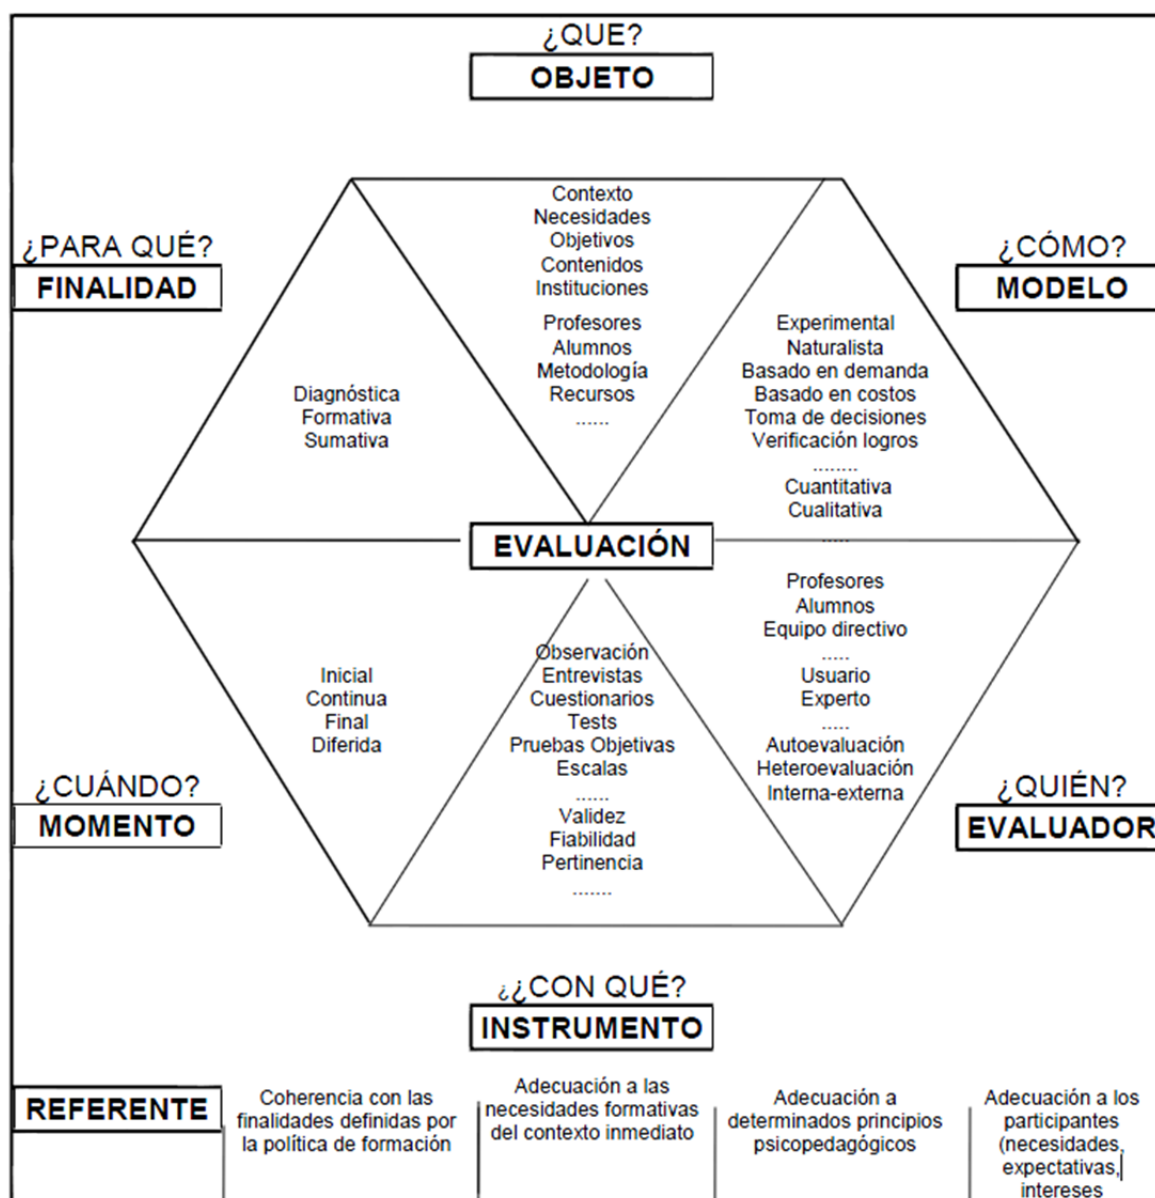 ¿QUE?
OBJETO
¿PARA QUÉ?
FINALIDAD
¿CÓMO?
MODELO
Contexto
Necesidades
Objetivos
Contenidos
Instituciones
Profesores
Alumnos
Metodología
Recursos
......
Experimental
Naturalista
Basado en demanda
Basado en costos
Toma de decisiones
Verificación logros
........
Cuantitativa
Cualitativa
.....
Diagnóstica
Formativa
Sumativa
EVALUACIÓN
Inicial
Continua
Final
Diferida
Observación
Entrevistas
Cuestionarios
Tests
Pruebas Objetivas
Escalas
......
Validez
Fiabilidad
Pertinencia
.......
Profesores
Alumnos
Equipo directivo
.....
Usuario
Experto
.....
Autoevaluación
Heteroevaluación
Interna-externa
¿CUÁNDO?
MOMENTO
¿QUIÉN?
EVALUADOR
¿¿CON QUÉ?
INSTRUMENTO
REFERENTE
Coherencia con las
finalidades definidas por
la política de formación
Adecuación a las
necesidades formativas
del contexto inmediato
Adecuación a
determinados principios
psicopedagógicos
Adecuación a los
participantes
(necesidades,
expectativas,
intereses